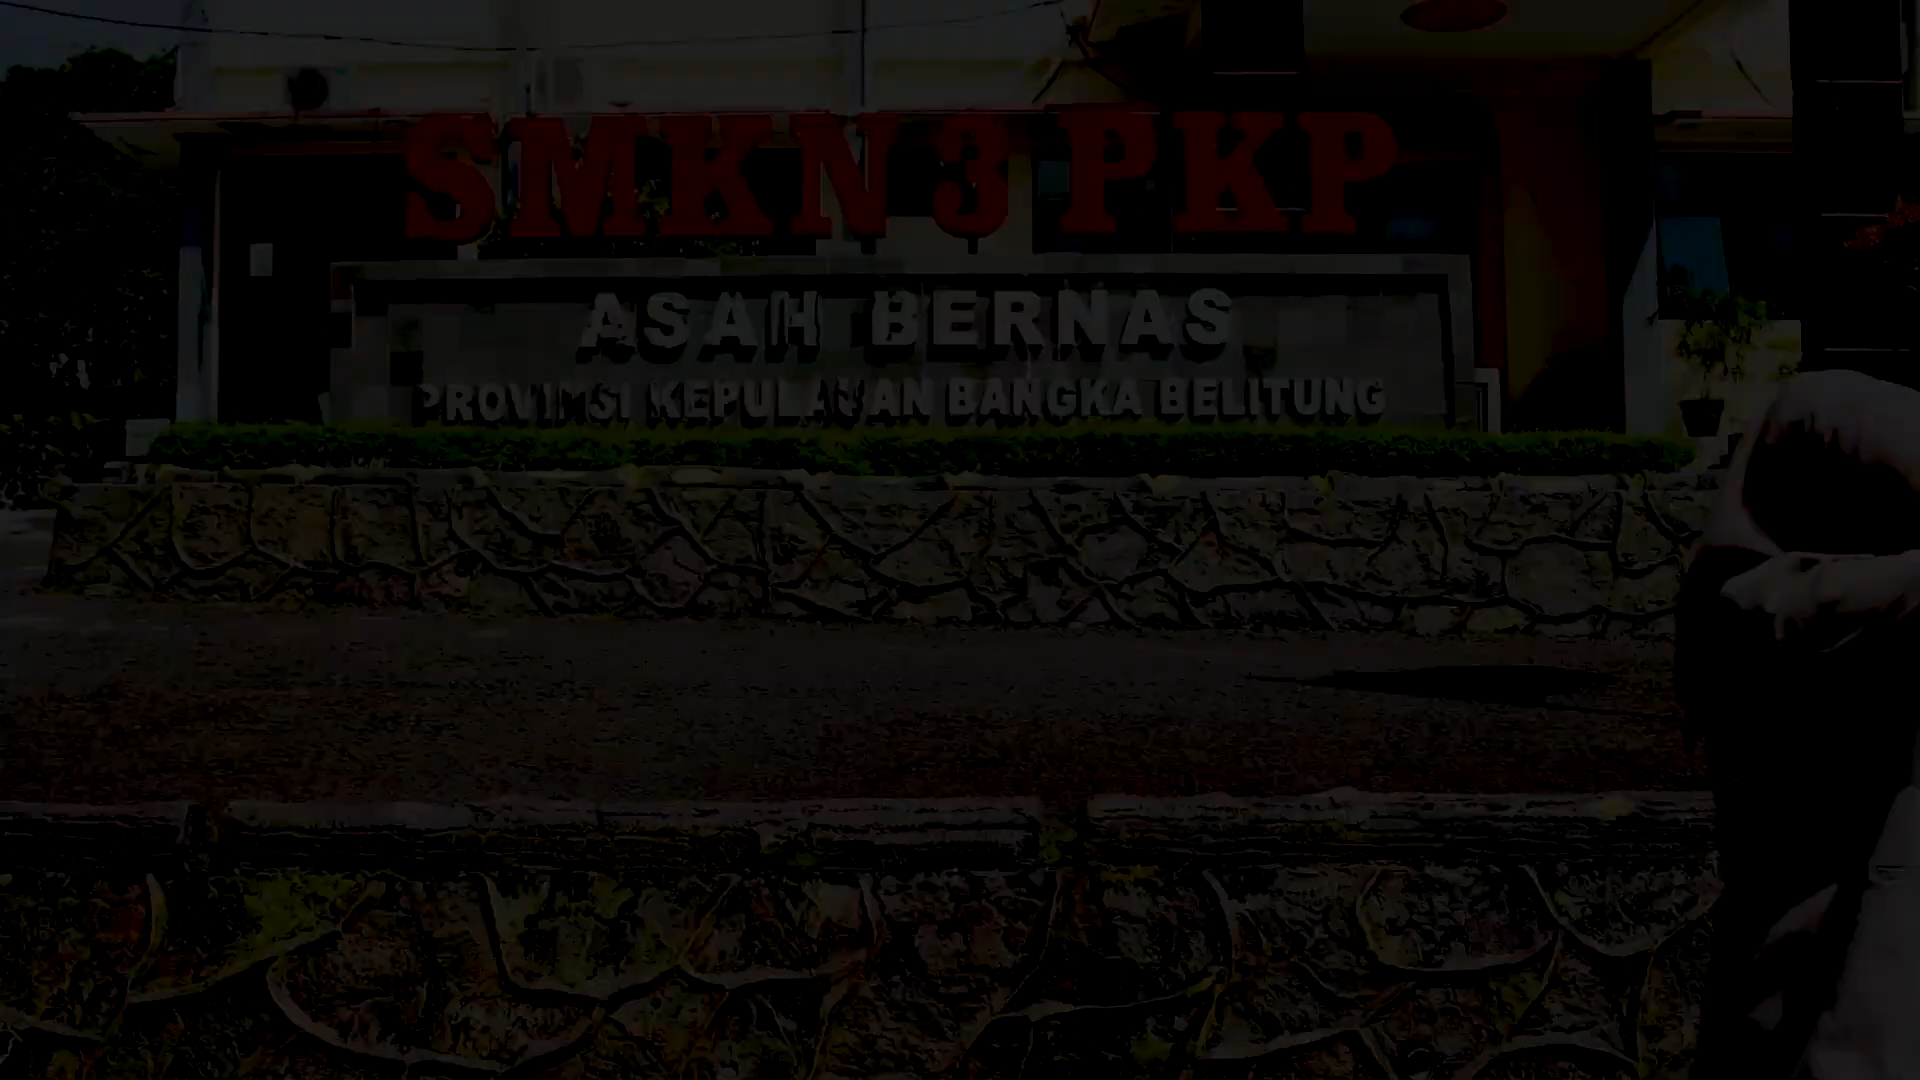 SMKN 3 PKP
ASAH BERNAS
PROVINSI KEPULAUAN BANGKA BELITUNG